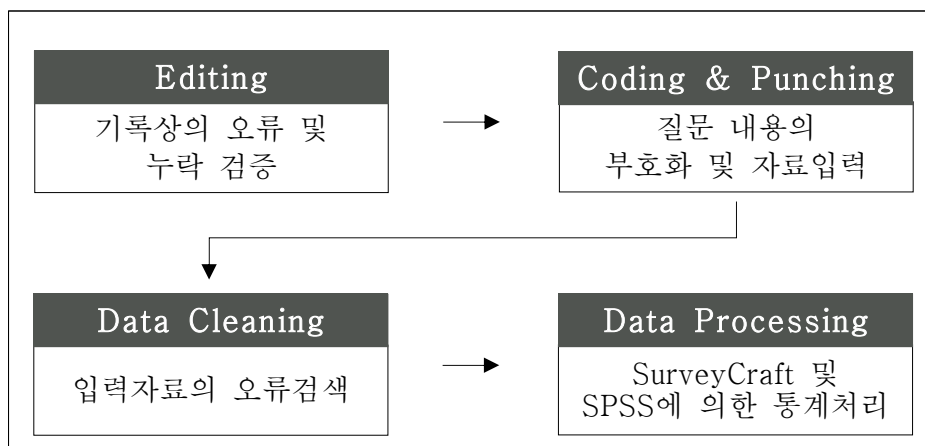 Editing
기록상의 오류 및
누락 검증
Coding & Punching
질문 내용의
부호화 및 자료입력
Data Cleaning
입력자료의 오류검색
Data Processing
SurveyCraft 및
SPSS에 의한 통계처리